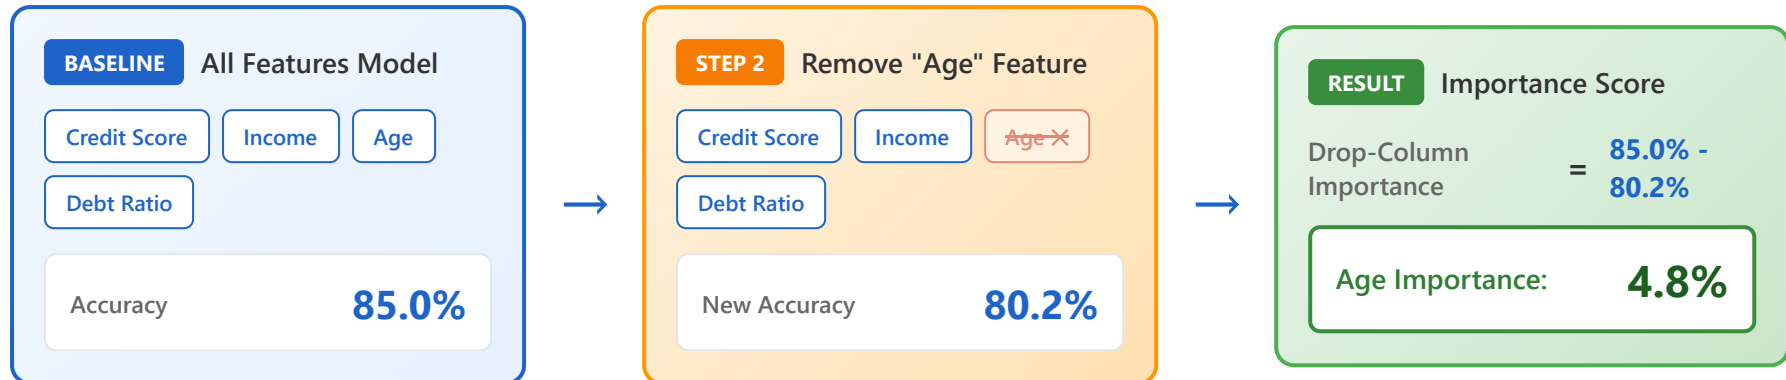 BASELINE All Features Model
Credit Score Income Age
Debt Ratio
Accuracy 85.0%
→
STEP 2 Remove "Age" Feature
Credit Score Income Age ✕
Debt Ratio
New Accuracy 80.2%
→
RESULT Importance Score
Drop-Column
Importance
=
85.0% -
80.2%
Age Importance: 4.8%